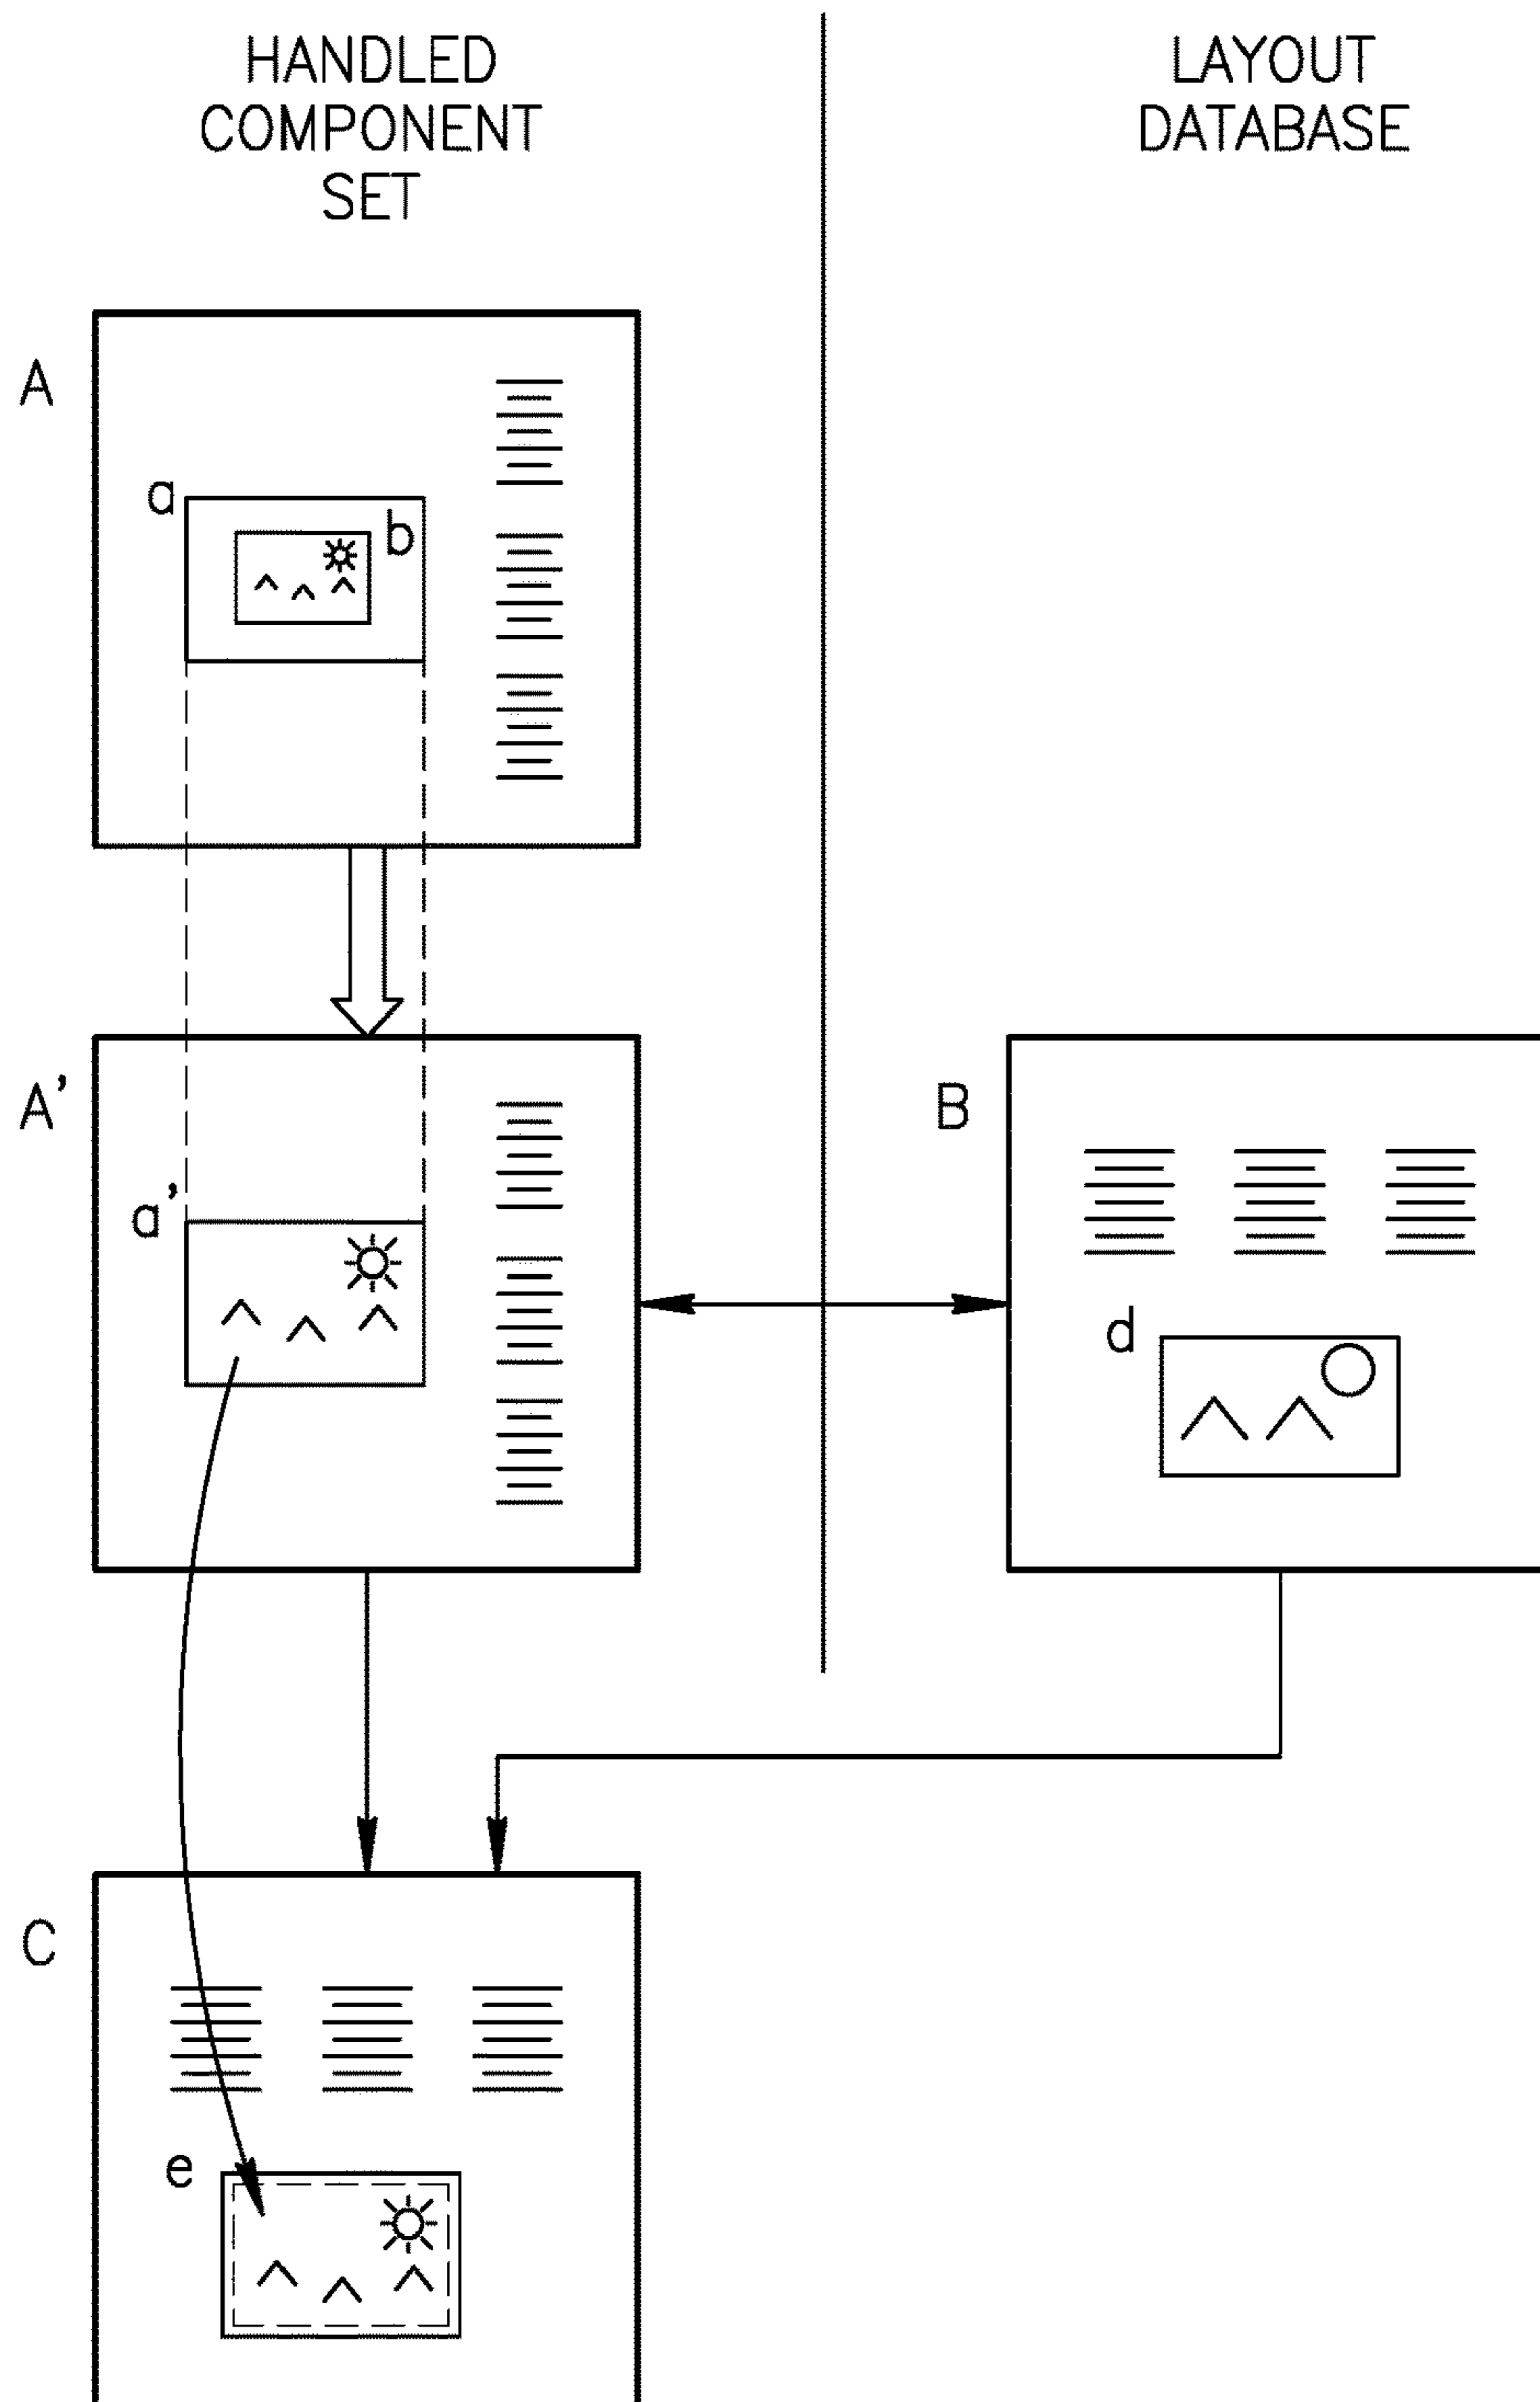 HANDLED
COMPONENT
SET
LAYOUT
DATABASE
A
a
b
A'
a'
B
d
C
e